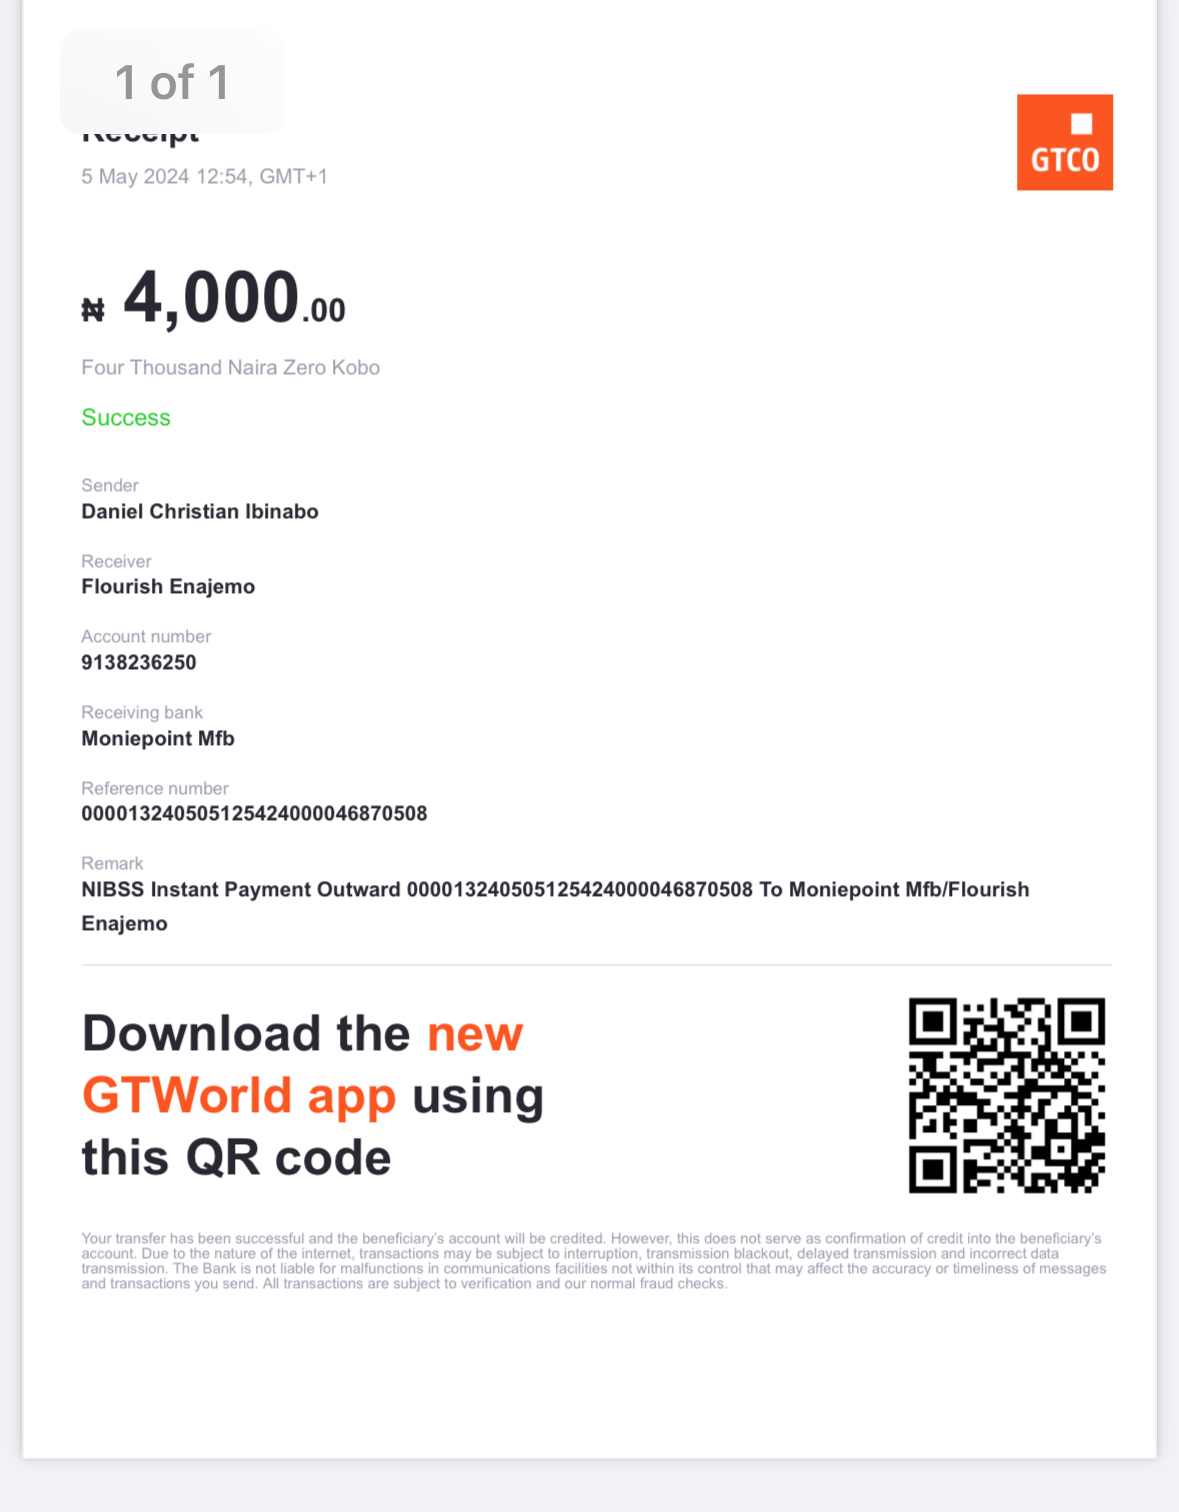 1 of 1
Receipt
GTCO
5 May 2024 12:54, GMT+1
₦ 4,000.00
Four Thousand Naira Zero Kobo
Success
Sender
Daniel Christian Ibinabo
Receiver
Flourish Enajemo
Account number
9138236250
Receiving bank
Moniepoint Mfb
Reference number
000013240505125424000046870508
Remark
NIBSS Instant Payment Outward 000013240505125424000046870508 To Moniepoint Mfb/Flourish
Enajemo
Download the new
GTWorld app using
this QR code
Your transfer has been successful and the beneficiary's account will be credited. However, this does not serve as confirmation of credit into the beneficiary's
account. Due to the nature of the internet, transactions may be subject to interruption, transmission blackout, delayed transmission and incorrect data
transmission. The Bank is not liable for malfunctions in communications facilities not within its control that may affect the accuracy or timeliness of messages
and transactions you send. All transactions are subject to verification and our normal fraud checks.